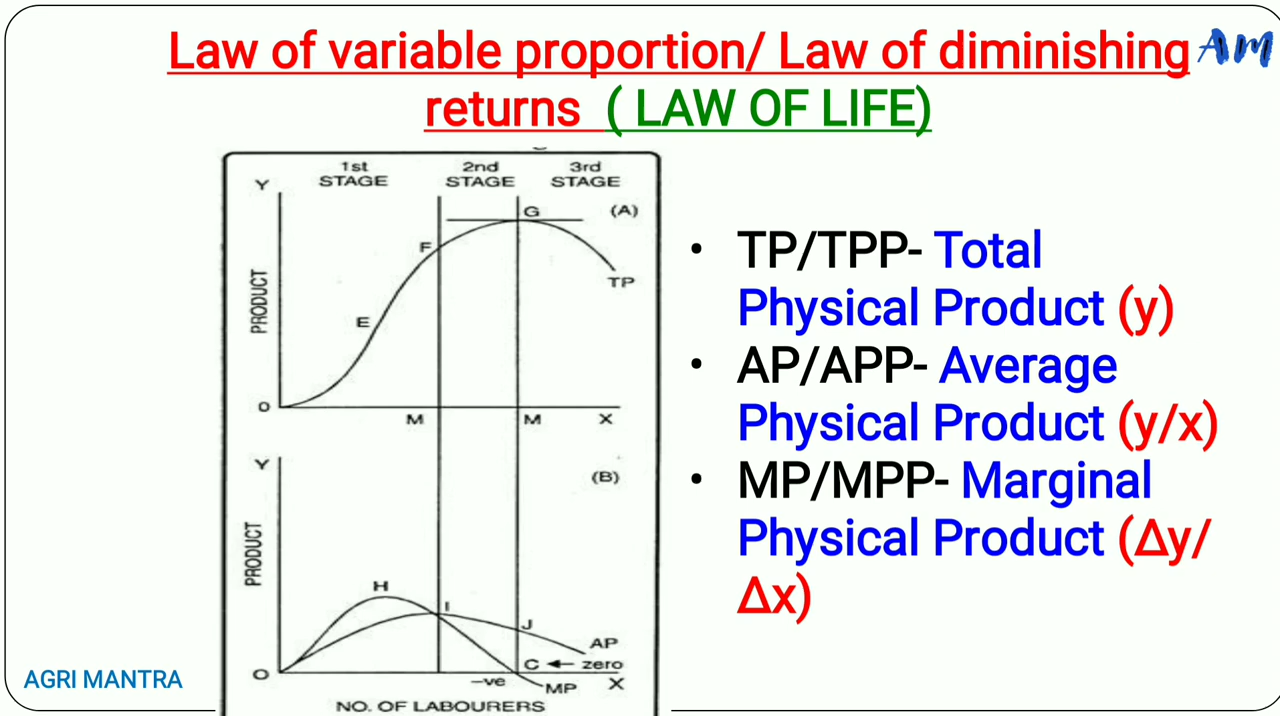 Law of variable proportion/ Law of diminishing
returns ( LAW OF LIFE)
AM
1st
STAGE
2nd
STAGE
3rd
STAGE
Y
G
(A)
F
TP
PRODUCT
E
O
M
M
X
Y
(B)
PRODUCT
H
I
J
AP
C ← zero
O
-ve
MP
X
NO. OF LABOURERS
• TP/TPP- Total
Physical Product (y)
• AP/APP- Average
Physical Product (y/x)
• MP/MPP- Marginal
Physical Product (Δy/
Δx)
AGRI MANTRA